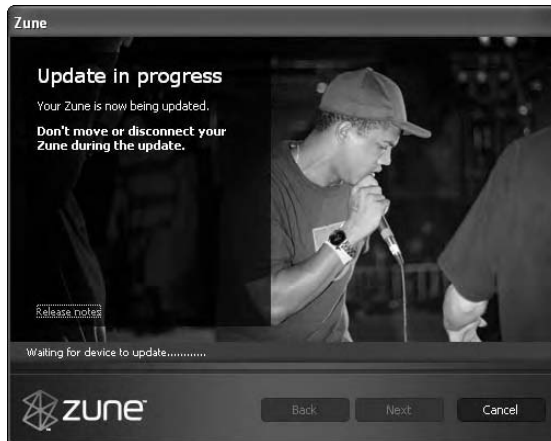 Zune
Update in progress
Your Zune is now being updated.
Don't move or disconnect your
Zune during the update.
Release notes
Waiting for device to update............
zune™
Back
Next
Cancel